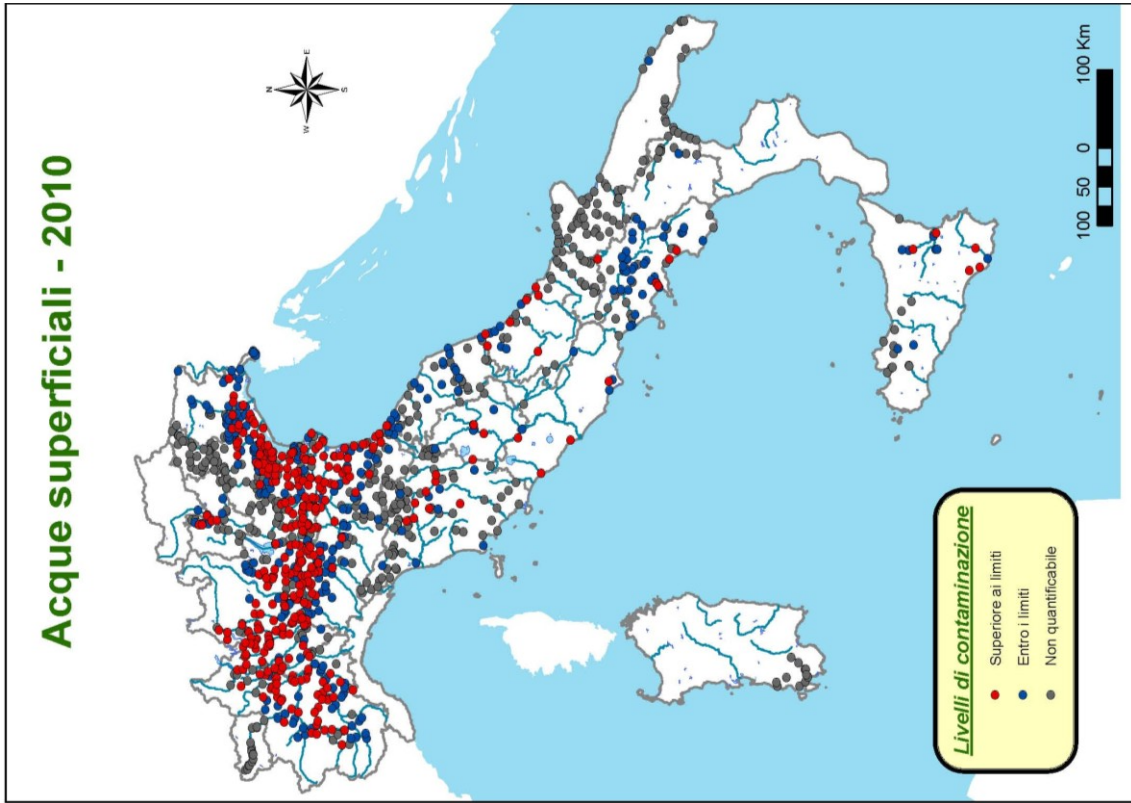 Acque superficiali - 2010
N
W
E
S
Livelli di contaminazione
Superiore ai limiti
Entro i limiti
Non quantificabile
100 50 0 100 Km